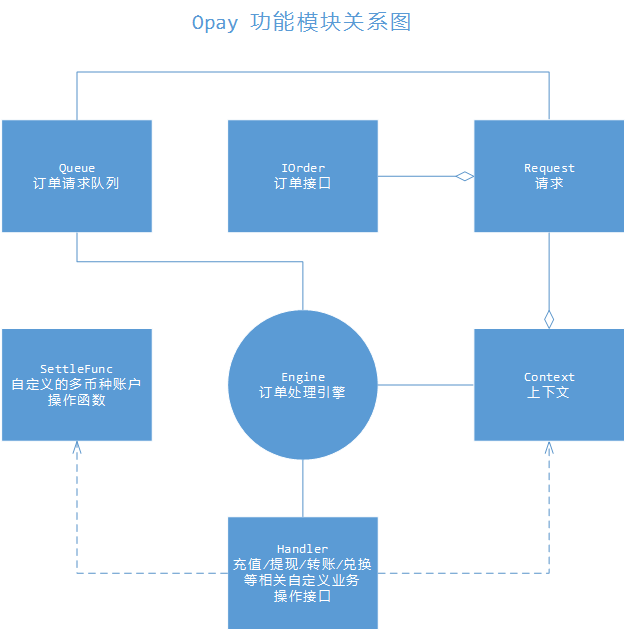 Opay 功能模块关系图
Queue
订单请求队列
IOrder
订单接口
Request
请求
SettleFunc
自定义的多币种账户
操作函数
Engine
订单处理引擎
Context
上下文
Handler
充值/提现/转账/兑换
等相关自定义业务
操作接口